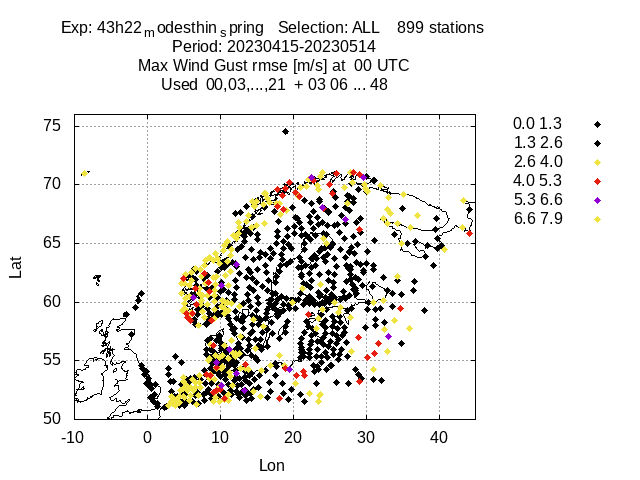 Exp: 43h22modesthinspring Selection: ALL 899 stations
Period: 20230415-20230514
Max Wind Gust rmse [m/s] at 00 UTC
Used 00,03,...,21 + 03 06 ... 48
75
70
65
60
55
50
-10 0 10 20 30 40
Lat
Lon
0.0 1.3
1.3 2.6
2.6 4.0
4.0 5.3
5.3 6.6
6.6 7.9